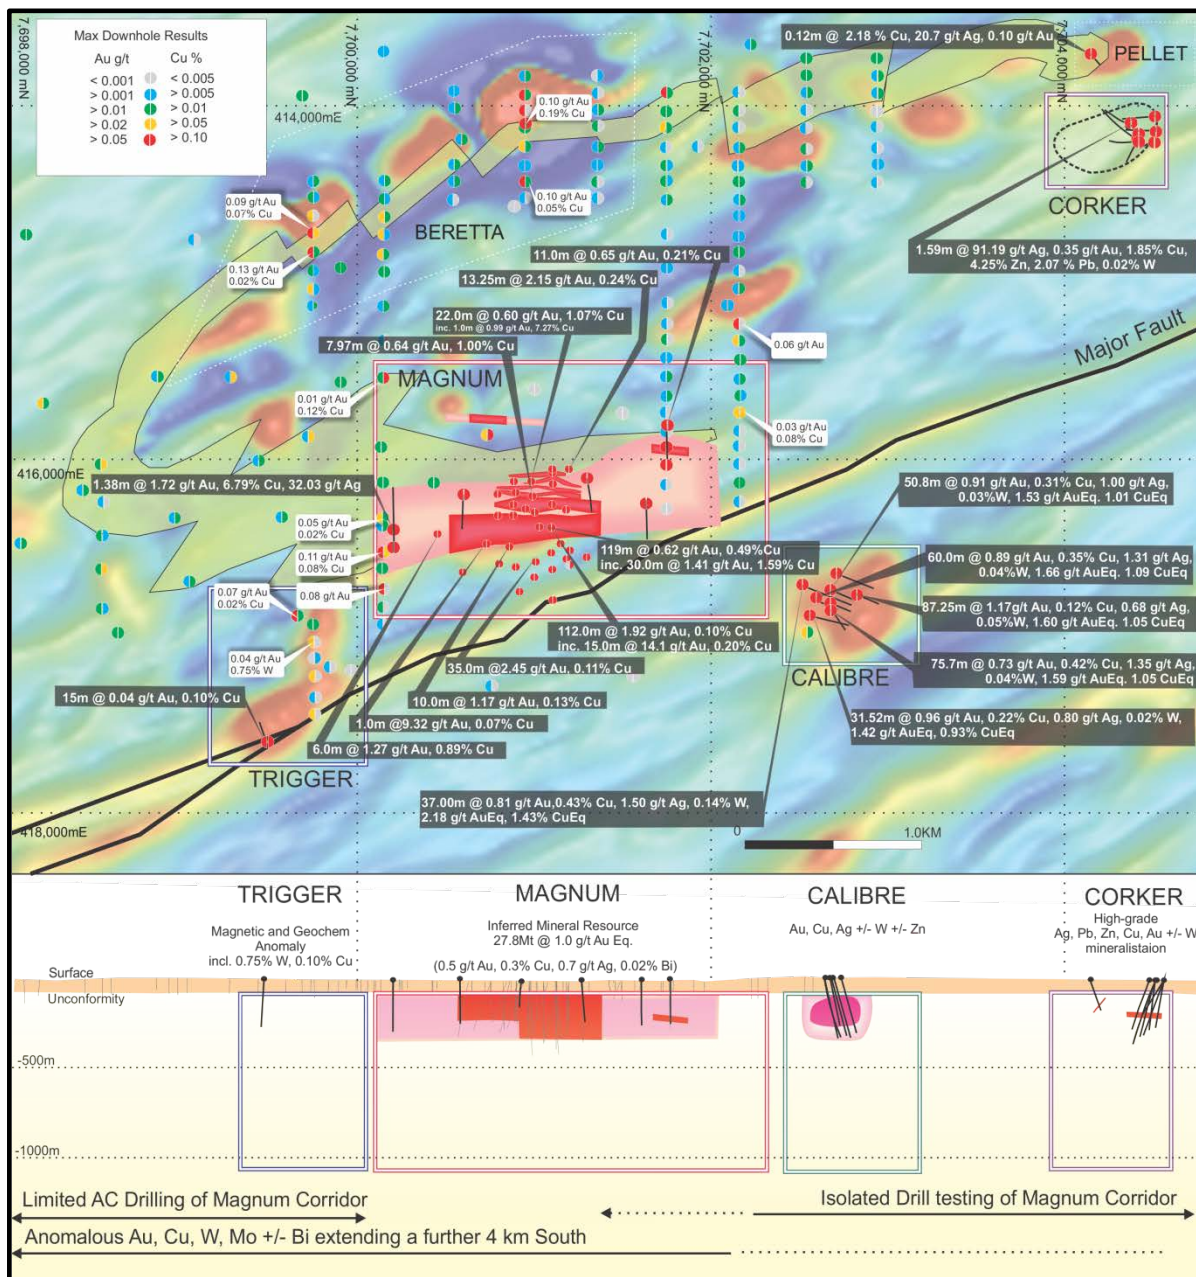 Max Downhole Results
Au g/t Cu %
< 0.001 < 0.005
> 0.001 > 0.005
> 0.01 > 0.01
> 0.02 > 0.05
> 0.05 > 0.10
7,698,000 mN
7,700,000 mN
7,702,000 mN
7,704,000 mN
0.12m @ 2.18 % Cu, 20.7 g/t Ag, 0.10 g/t Au
PELLET
414,000mE
0.10 g/t Au
0.19% Cu
0.10 g/t Au
0.05% Cu
0.09 g/t Au
0.07% Cu
CORKER
BERETTA
0.13 g/t Au
0.02% Cu
11.0m @ 0.65 g/t Au, 0.21% Cu
1.59m @ 91.19 g/t Ag, 0.35 g/t Au, 1.85% Cu,
4.25% Zn, 2.07 % Pb, 0.02% W
13.25m @ 2.15 g/t Au, 0.24% Cu
22.0m @ 0.60 g/t Au, 1.07% Cu
inc. 1.0m @ 0.99 g/t Au, 7.27% Cu
7.97m @ 0.64 g/t Au, 1.00% Cu
0.06 g/t Au
Major Fault
MAGNUM
0.01 g/t Au
0.12% Cu
0.03 g/t Au
0.08% Cu
416,000mE
1.38m @ 1.72 g/t Au, 6.79% Cu, 32.03 g/t Ag
50.8m @ 0.91 g/t Au, 0.31% Cu, 1.00 g/t Ag,
0.03%W, 1.53 g/t AuEq. 1.01 CuEq
0.05 g/t Au
0.02% Cu
0.11 g/t Au
0.08% Cu
119m @ 0.62 g/t Au, 0.49%Cu
inc. 30.0m @ 1.41 g/t Au, 1.59% Cu
60.0m @ 0.89 g/t Au, 0.35% Cu, 1.31 g/t Ag,
0.04%W, 1.66 g/t AuEq. 1.09 CuEq
0.07 g/t Au
0.02% Cu
0.08 g/t Au
87.25m @ 1.17g/t Au, 0.12% Cu, 0.68 g/t Ag,
0.05%W, 1.60 g/t AuEq. 1.05 CuEq
112.0m @ 1.92 g/t Au, 0.10% Cu
inc. 15.0m @ 14.1 g/t Au, 0.20% Cu
0.04 g/t Au
0.75% W
35.0m @2.45 g/t Au, 0.11% Cu
75.7m @ 0.73 g/t Au, 0.42% Cu, 1.35 g/t Ag,
0.04%W, 1.59 g/t AuEq. 1.05 CuEq
CALIBRE
15m @ 0.04 g/t Au, 0.10% Cu
10.0m @ 1.17 g/t Au, 0.13% Cu
1.0m @9.32 g/t Au, 0.07% Cu
31.52m @ 0.96 g/t Au, 0.22% Cu, 0.80 g/t Ag, 0.02% W,
1.42 g/t AuEq, 0.93% CuEq
6.0m @ 1.27 g/t Au, 0.89% Cu
TRIGGER
37.00m @ 0.81 g/t Au,0.43% Cu, 1.50 g/t Ag, 0.14% W,
2.18 g/t AuEq, 1.43% CuEq
418,000mE
0 1.0KM
TRIGGER MAGNUM CALIBRE CORKER
Magnetic and Geochem
Anomaly
incl. 0.75% W, 0.10% Cu
Inferred Mineral Resource
27.8Mt @ 1.0 g/t Au Eq.
(0.5 g/t Au, 0.3% Cu, 0.7 g/t Ag, 0.02% Bi)
Au, Cu, Ag +/- W +/- Zn
High-grade
Ag, Pb, Zn, Cu, Au +/- W
mineralistaion
Surface
Unconformity
-500m
-1000m
Limited AC Drilling of Magnum Corridor
Isolated Drill testing of Magnum Corridor
Anomalous Au, Cu, W, Mo +/- Bi extending a further 4 km South